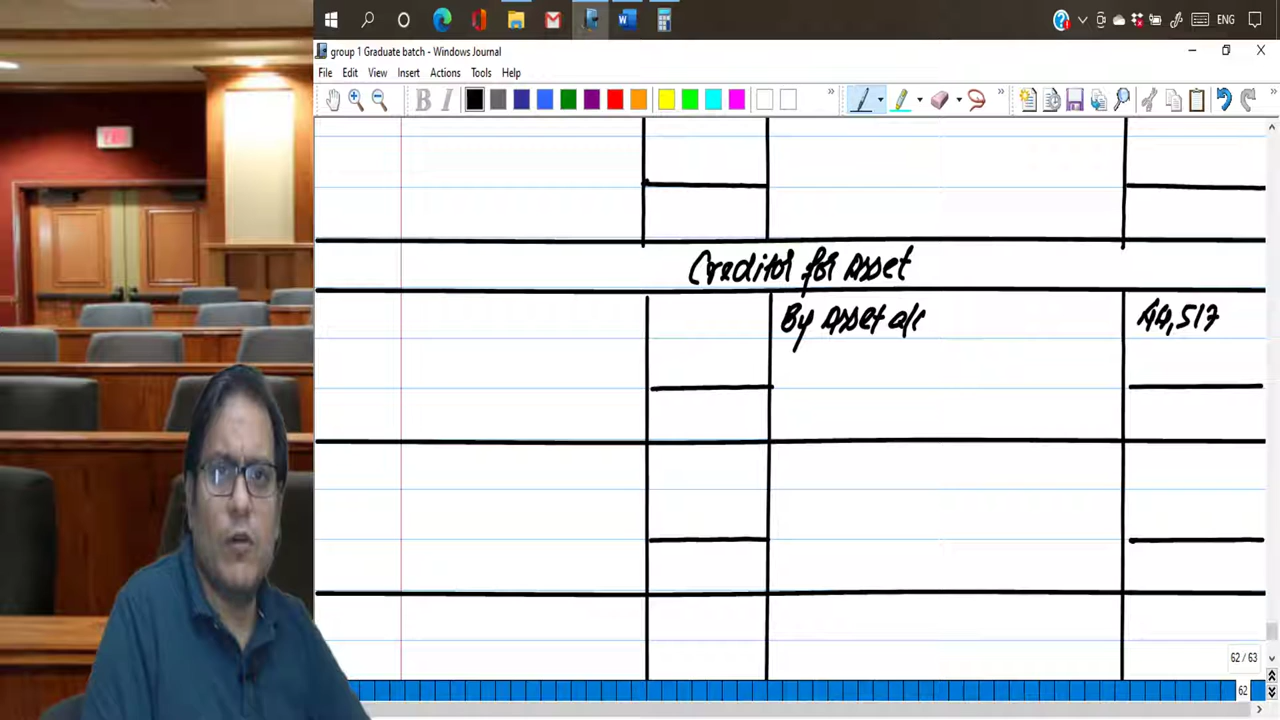 ENG
group 1 Graduate batch - Windows Journal
File Edit View Insert Actions Tools Help
B I
Creditor for Asset
By Asset a/c 44,517
62 / 63
62